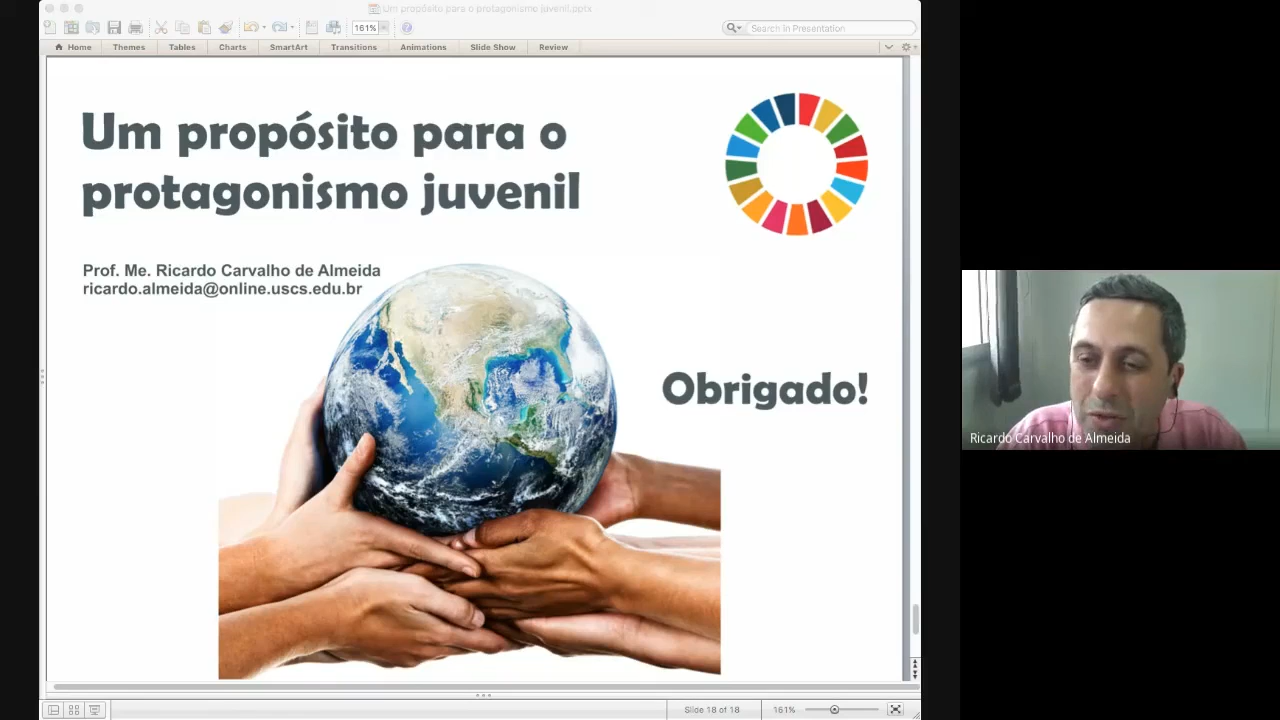 Um propósito para o protagonismo juvenil.pptx
161%
Search in Presentation
Home
Themes
Tables
Charts
SmartArt
Transitions
Animations
Slide Show
Review
Um propósito para o
protagonismo juvenil
Prof. Me. Ricardo Carvalho de Almeida
ricardo.almeida@online.uscs.edu.br
Obrigado!
Ricardo Carvalho de Almeida
Slide 18 of 18
161%